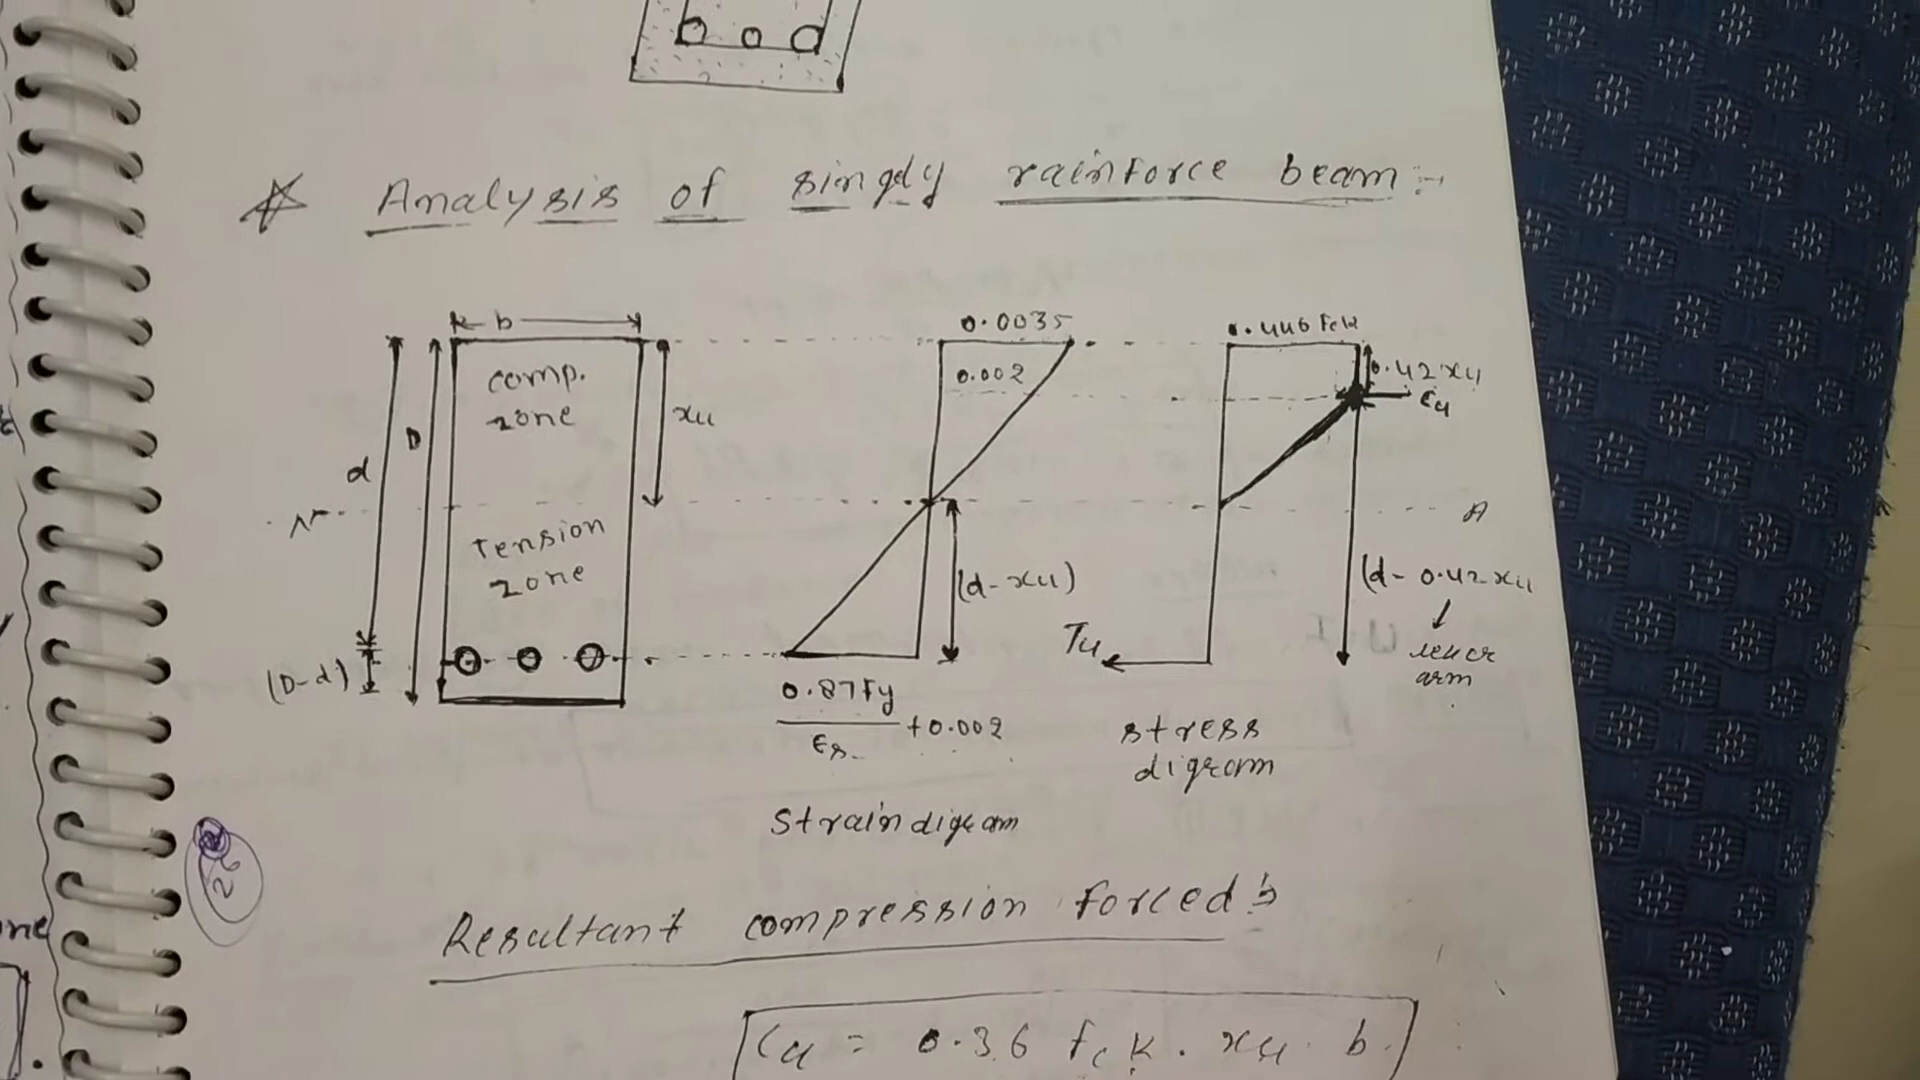 Analysis of singly rainforce beam :-
b
0.0035
0.446 Fck
comp.
zone
0.002
0.42xu
Cu
xu
d
D
N
A
Tension
zone
(d-xu)
(d- 0.42xu
lever
arm
Tu
(D-d)
0.87Fy
Es
+0.002
stress
digram
Strain digram
26
Resultant compression forced :-
Cu = 0.36 fck. xu. b.